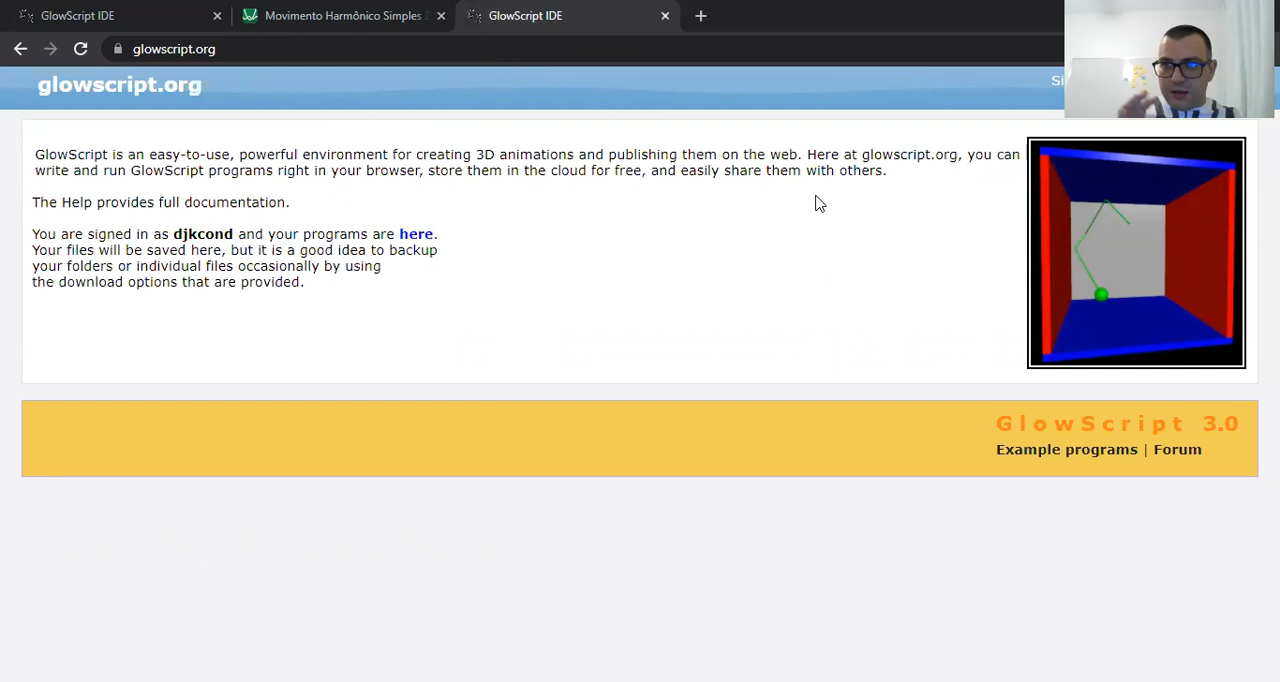 GlowScript IDE
Movimento Harmônico Simples
GlowScript IDE
glowscript.org
glowscript.org
GlowScript is an easy-to-use, powerful environment for creating 3D animations and publishing them on the web. Here at glowscript.org, you can
write and run GlowScript programs right in your browser, store them in the cloud for free, and easily share them with others.
The Help provides full documentation.
You are signed in as djkcond and your programs are here.
Your files will be saved here, but it is a good idea to backup
your folders or individual files occasionally by using
the download options that are provided.
GlowScript 3.0
Example programs | Forum